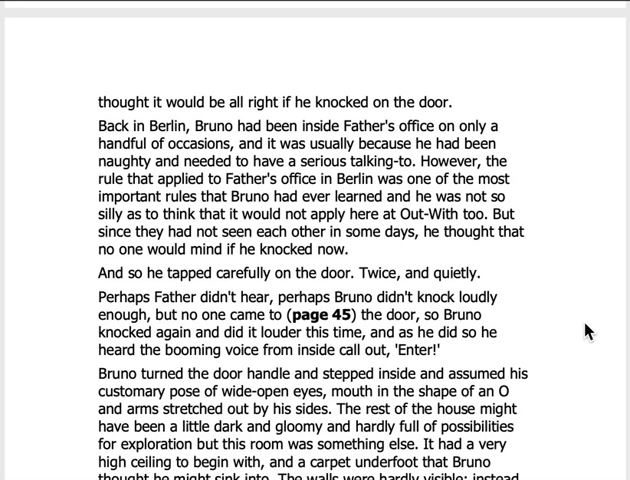 thought it would be all right if he knocked on the door.
Back in Berlin, Bruno had been inside Father's office on only a
handful of occasions, and it was usually because he had been
naughty and needed to have a serious talking-to. However, the
rule that applied to Father's office in Berlin was one of the most
important rules that Bruno had ever learned and he was not so
silly as to think that it would not apply here at Out-With too. But
since they had not seen each other in some days, he thought that
no one would mind if he knocked now.
And so he tapped carefully on the door. Twice, and quietly.
Perhaps Father didn't hear, perhaps Bruno didn't knock loudly
enough, but no one came to (page 45) the door, so Bruno
knocked again and did it louder this time, and as he did so he
heard the booming voice from inside call out, 'Enter!'
Bruno turned the door handle and stepped inside and assumed his
customary pose of wide-open eyes, mouth in the shape of an O
and arms stretched out by his sides. The rest of the house might
have been a little dark and gloomy and hardly full of possibilities
for exploration but this room was something else. It had a very
high ceiling to begin with, and a carpet underfoot that Bruno
thought he might sink into. The walls were hardly visible; instead